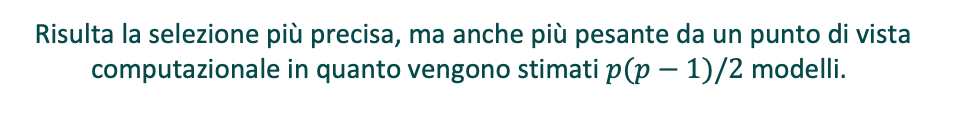 Risulta la selezione più precisa, ma anche più pesante da un punto di vista
computazionale in quanto vengono stimati 𝑝(𝑝 − 1)/2 modelli.